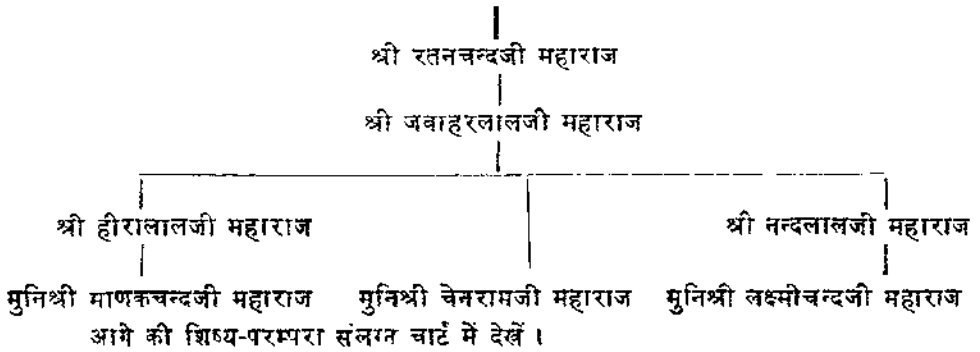 श्री रतनचन्दजी महाराज
श्री जवाहरलालजी महाराज
श्री हीरालालजी महाराज श्री नन्दलालजी महाराज
मुनिश्री माणकचन्दजी महाराज मुनिश्री चेनरामजी महाराज मुनिश्री लक्ष्मीचन्दजी महाराज
आगे की शिष्य-परम्परा संलग्न चार्ट में देखें ।